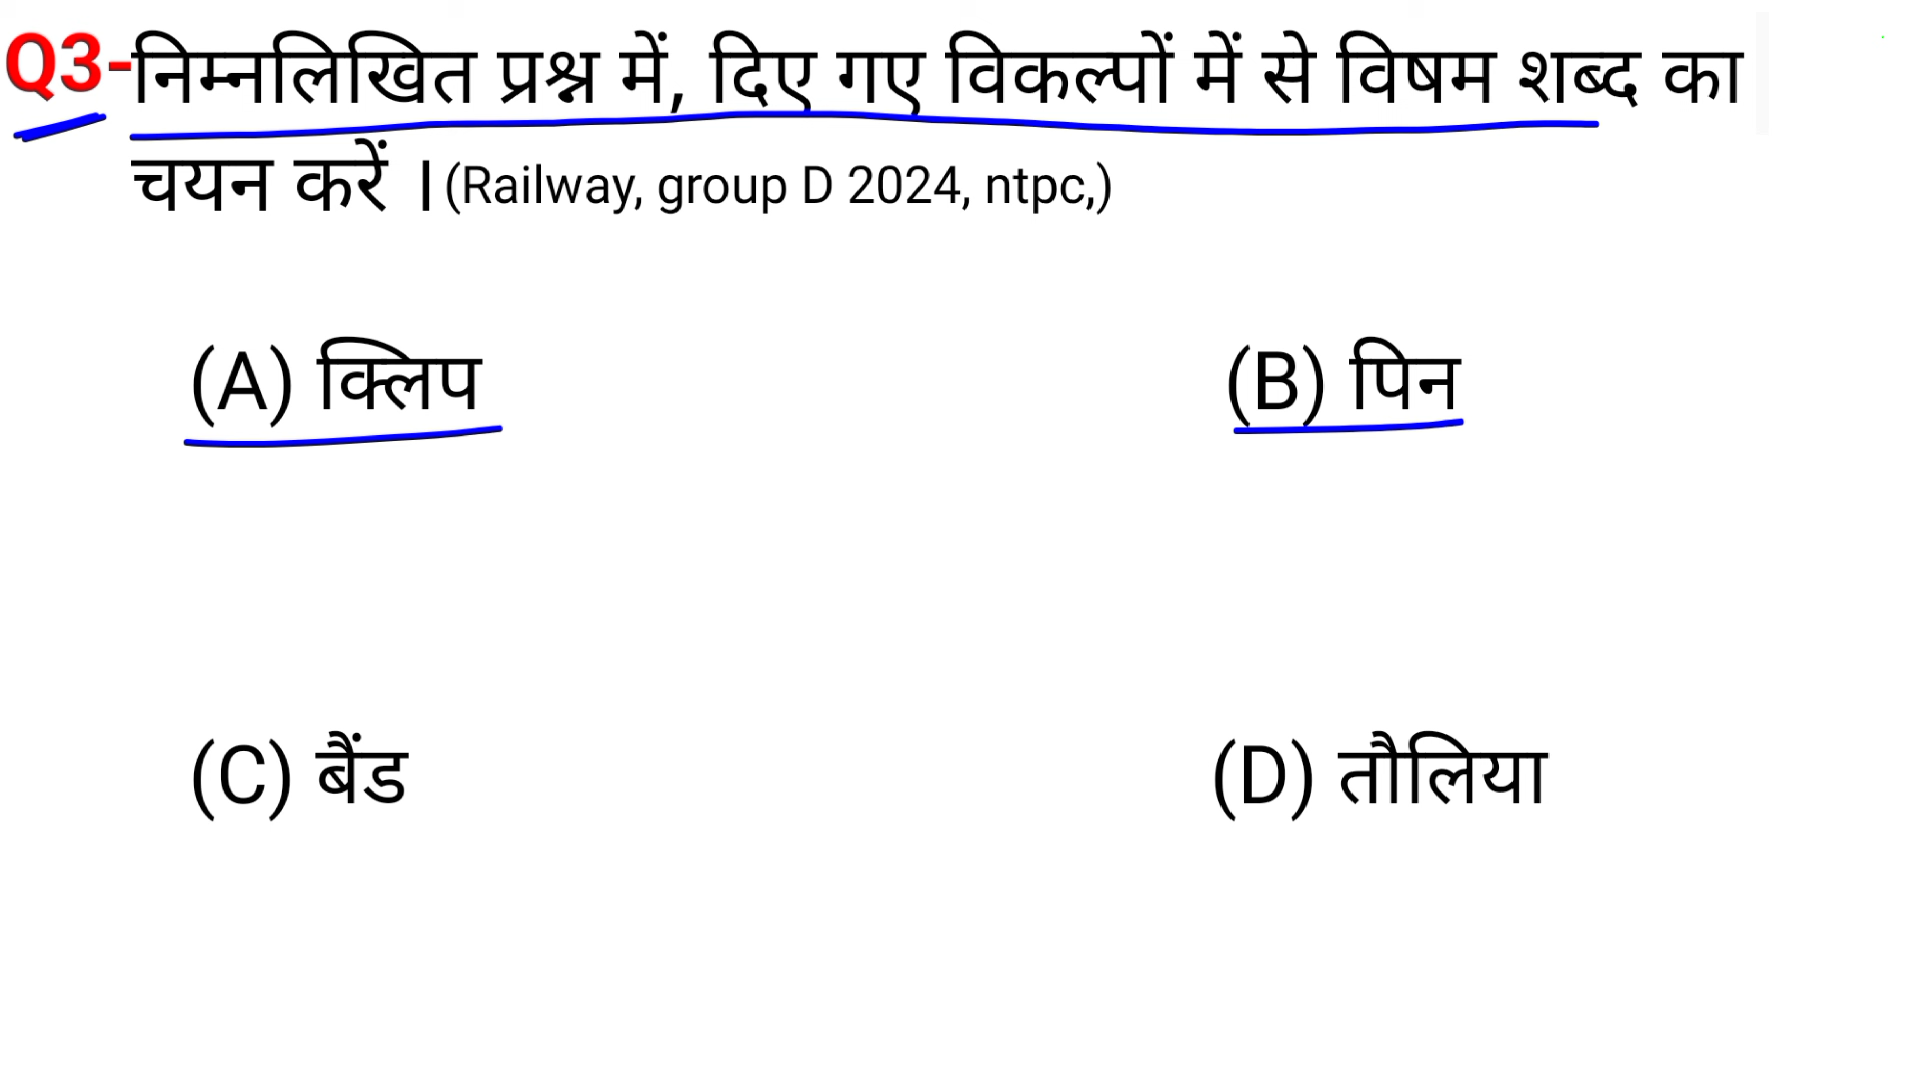 Q3-निम्नलिखित प्रश्न में, दिए गए विकल्पों में से विषम शब्द का
चयन करें । (Railway, group D 2024, ntpc,)
(A) क्लिप (B) पिन
(C) बैंड (D) तौलिया